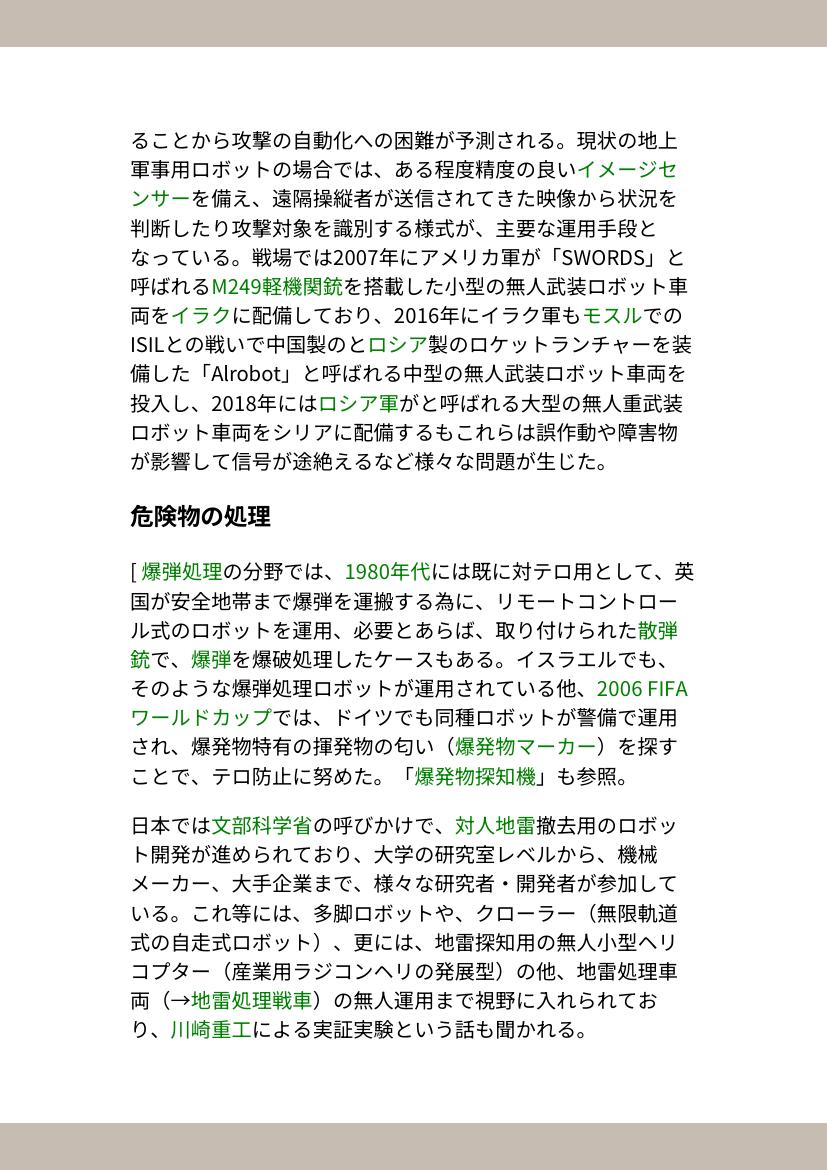 ることから攻撃の自動化への困難が予測される。現状の地上
軍事用ロボットの場合では、ある程度精度の良いイメージセ
ンサーを備え、遠隔操縦者が送信されてきた映像から状況を
判断したり攻撃対象を識別する様式が、主要な運用手段と
なっている。戦場では2007年にアメリカ軍が「SWORDS」と
呼ばれるM249軽機関銃を搭載した小型の無人武装ロボット車
両をイラクに配備しており、2016年にイラク軍もモスルでの
ISILとの戦いで中国製のとロシア製のロケットランチャーを装
備した「Alrobot」と呼ばれる中型の無人武装ロボット車両を
投入し、2018年にはロシア軍がと呼ばれる大型の無人重武装
ロボット車両をシリアに配備するもこれらは誤作動や障害物
が影響して信号が途絶えるなど様々な問題が生じた。
危険物の処理
[ 爆弾処理の分野では、1980年代には既に対テロ用として、英
国が安全地帯まで爆弾を運搬する為に、リモートコントロー
ル式のロボットを運用、必要とあらば、取り付けられた散弾
銃で、爆弾を爆破処理したケースもある。イスラエルでも、
そのような爆弾処理ロボットが運用されている他、2006 FIFA
ワールドカップでは、ドイツでも同種ロボットが警備で運用
され、爆発物特有の揮発物の匂い（爆発物マーカー）を探す
ことで、テロ防止に努めた。「爆発物探知機」も参照。
日本では文部科学省の呼びかけで、対人地雷撤去用のロボッ
ト開発が進められており、大学の研究室レベルから、機械
メーカー、大手企業まで、様々な研究者・開発者が参加して
いる。これ等には、多脚ロボットや、クローラー（無限軌道
式の自走式ロボット）、更には、地雷探知用の無人小型ヘリ
コプター（産業用ラジコンヘリの発展型）の他、地雷処理車
両（→地雷処理戦車）の無人運用まで視野に入れられてお
り、川崎重工による実証実験という話も聞かれる。